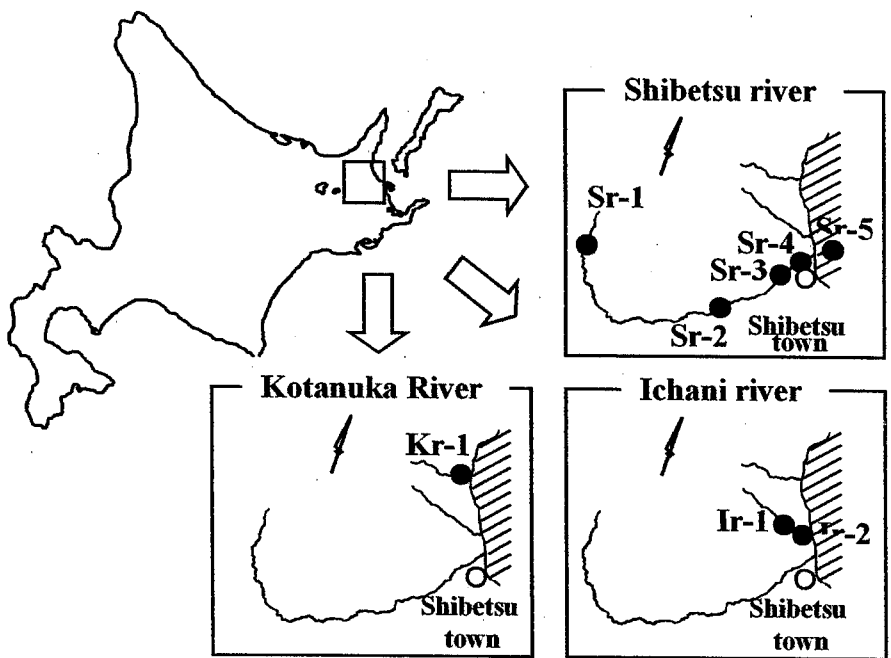 Shibetsu river
Sr-1
Sr-5
Sr-4
Sr-3
Sr-2
Shibetsu
town
Kotanuka River
Kr-1
Shibetsu
town
Ichani river
Ir-1
Shibetsu
town